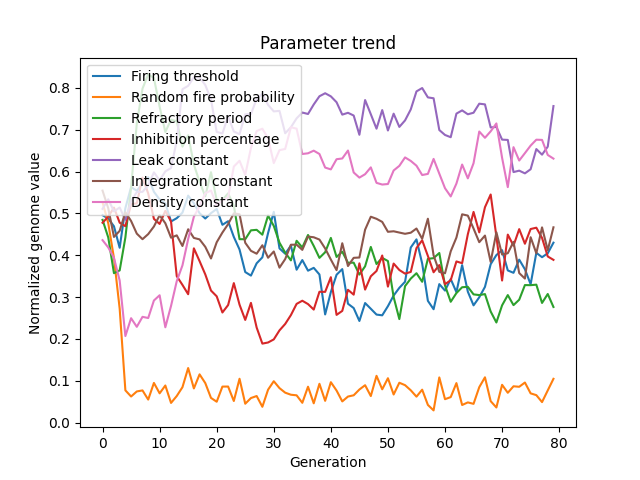 Parameter trend
Firing threshold
Random fire probability
Refractory period
Inhibition percentage
Leak constant
Integration constant
Density constant
Normalized genome value
0.8
0.7
0.6
0.5
0.4
0.3
0.2
0.1
0.0
0 10 20 30 40 50 60 70 80
Generation